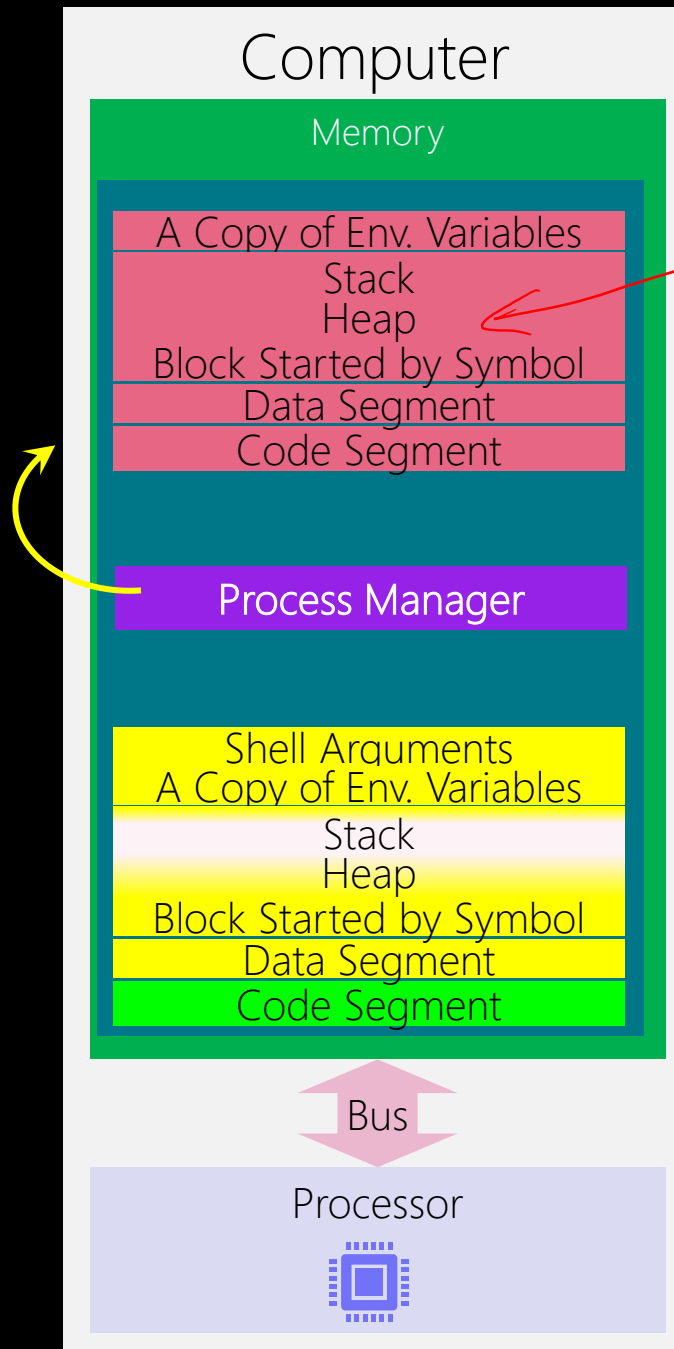 Computer
Memory
A Copy of Env. Variables
Stack
Heap
Block Started by Symbol
Data Segment
Code Segment
Process Manager
Shell Arguments
A Copy of Env. Variables
Stack
Heap
Block Started by Symbol
Data Segment
Code Segment
Bus
Processor